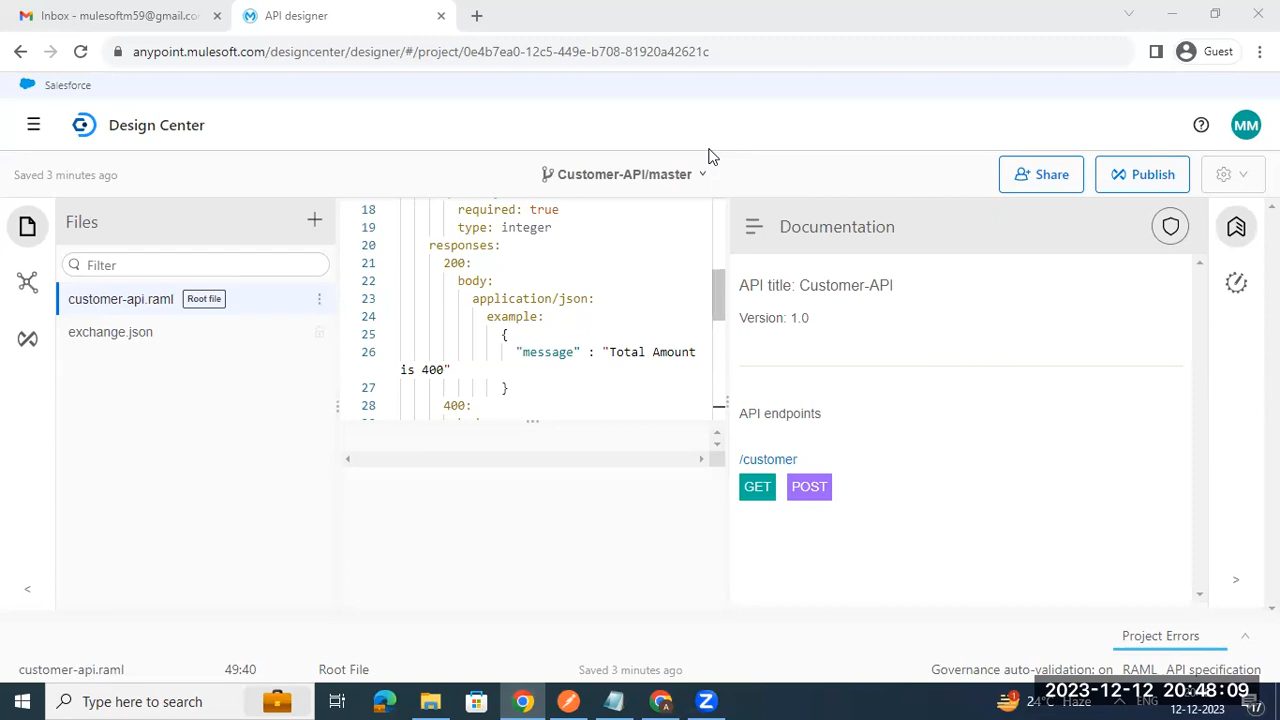 Inbox - mulesoftm59@gmail.co
API designer
anypoint.mulesoft.com/designcenter/designer/#/project/0e4b7ea0-12c5-449e-b708-81920a42621c
Guest
Salesforce
Design Center
MM
Saved 3 minutes ago
Customer-API/master
Share
Publish
Files
Filter
customer-api.raml Root file
exchange.json
18 required: true
19 type: integer
20 responses:
21 200:
22 body:
23 application/json:
24 example:
25 {
26 "message" : "Total Amount
is 400"
27 }
28 400:
Documentation
API title: Customer-API
Version: 1.0
API endpoints
/customer
GET POST
Project Errors
customer-api.raml 49:40 Root File Saved 3 minutes ago Governance auto-validation: on RAML API specification
Type here to search
24°C Haze
ENG
2023-12-12 20:48:09
12-12-2023
17